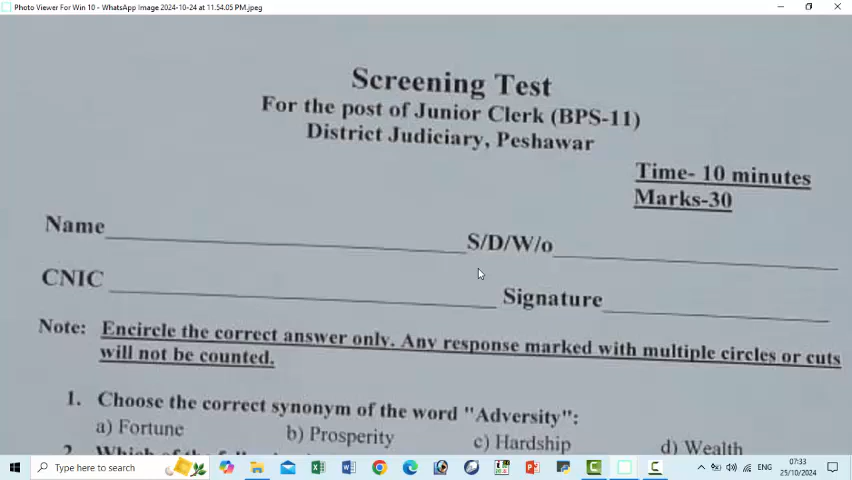 Photo Viewer For Win 10 - WhatsApp Image 2024-10-24 at 11.54.05 PM.jpeg
Screening Test
For the post of Junior Clerk (BPS-11)
District Judiciary, Peshawar
Time- 10 minutes
Marks-30
Name S/D/W/o
CNIC Signature
Note: Encircle the correct answer only. Any response marked with multiple circles or cuts
will not be counted.
1. Choose the correct synonym of the word "Adversity":
a) Fortune b) Prosperity c) Hardship d) Wealth
2. Which of the
Type here to search
ENG
07:33
25/10/2024